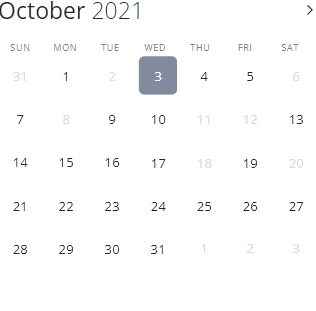 October 2021
SUN MON TUE WED THU FRI SAT
31 1 2 3 4 5 6
7 8 9 10 11 12 13
14 15 16 17 18 19 20
21 22 23 24 25 26 27
28 29 30 31 1 2 3